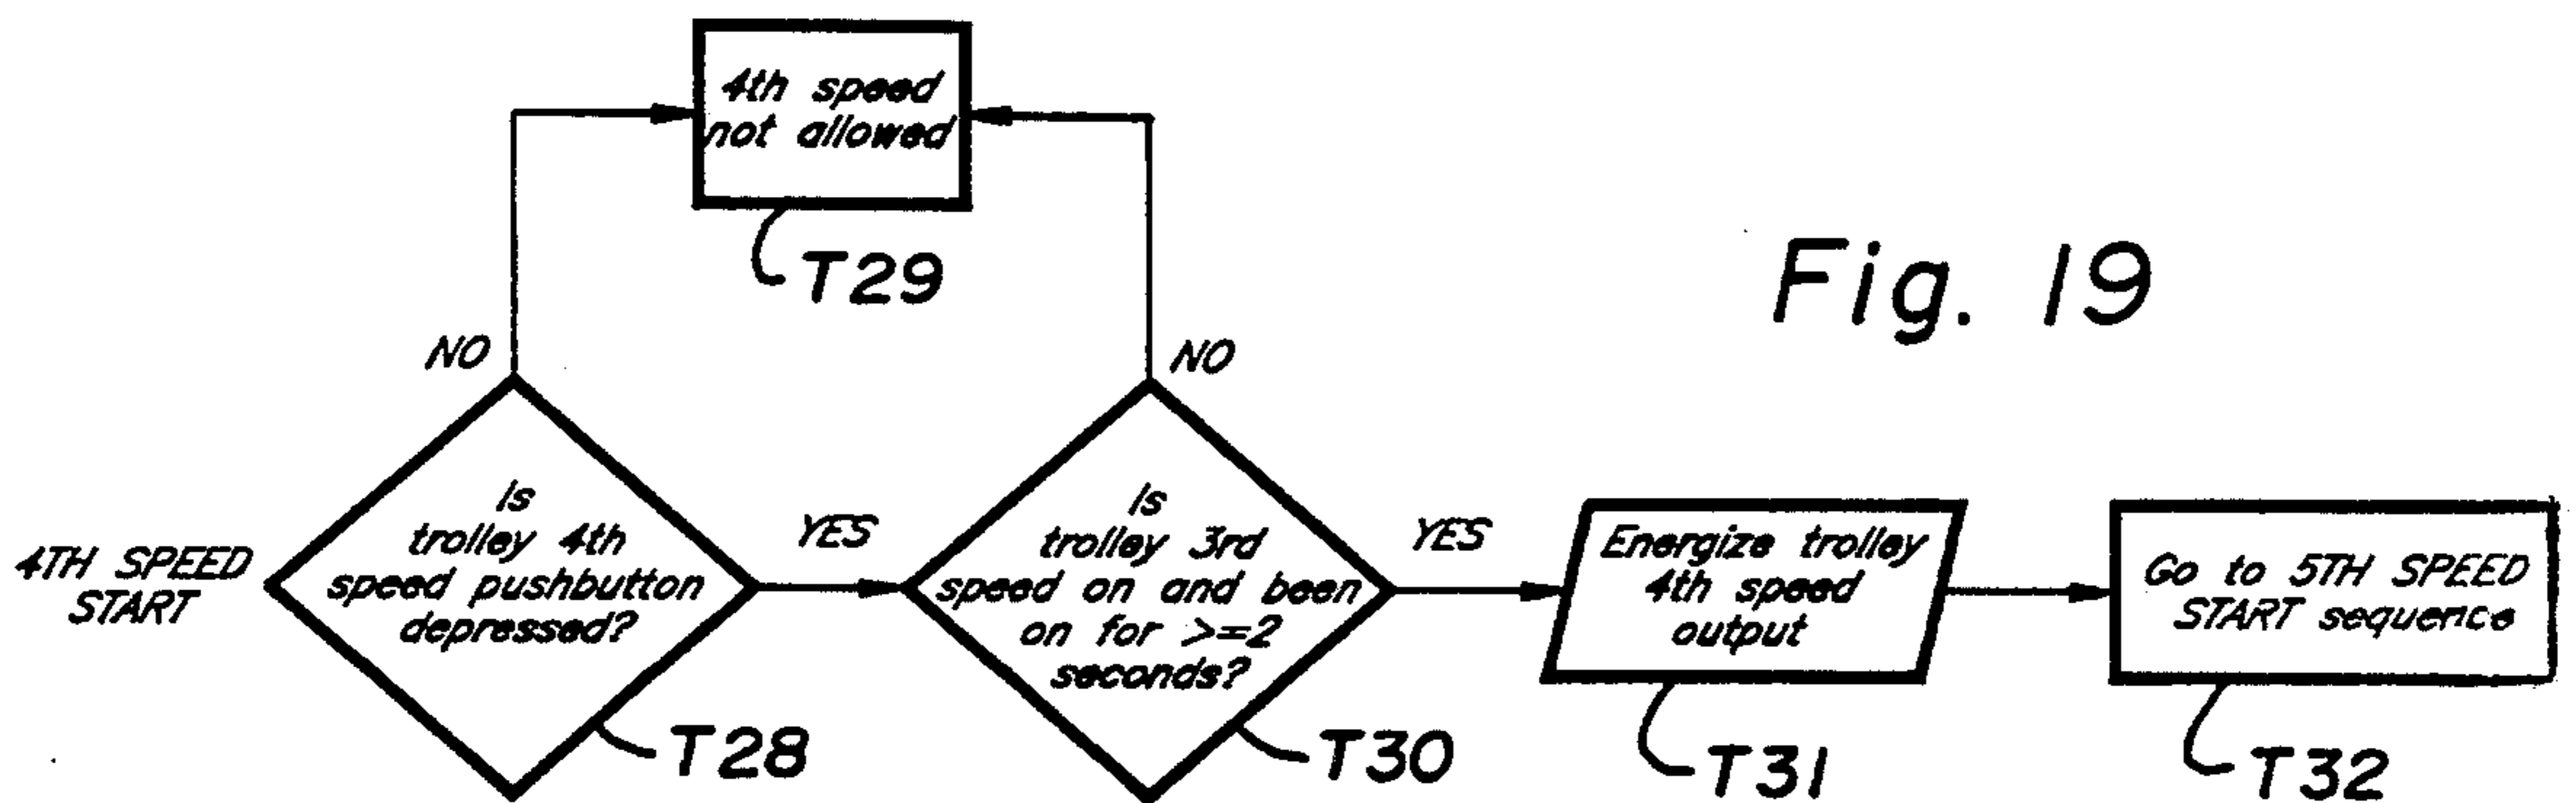 4th speed
not allowed
T29
Fig. 19
NO
NO
4TH SPEED
START
Is
trolley 4th
speed pushbutton
depressed?
T28
YES
Is
trolley 3rd
speed on and been
on for >=2
seconds?
T30
YES
Energize trolley
4th speed
output
T31
Go to 5TH SPEED
START sequence
T32